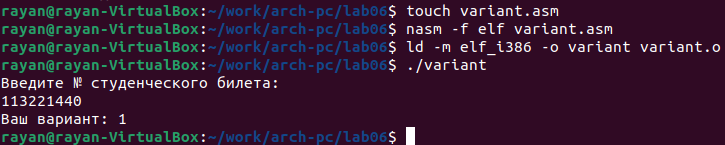 rayan@rayan-VirtualBox:~/work/arch-pc/lab06$ touch variant.asm
rayan@rayan-VirtualBox:~/work/arch-pc/lab06$ nasm -f elf variant.asm
rayan@rayan-VirtualBox:~/work/arch-pc/lab06$ ld -m elf_i386 -o variant variant.o
rayan@rayan-VirtualBox:~/work/arch-pc/lab06$ ./variant
Введите № студенческого билета:
113221440
Ваш вариант: 1
rayan@rayan-VirtualBox:~/work/arch-pc/lab06$